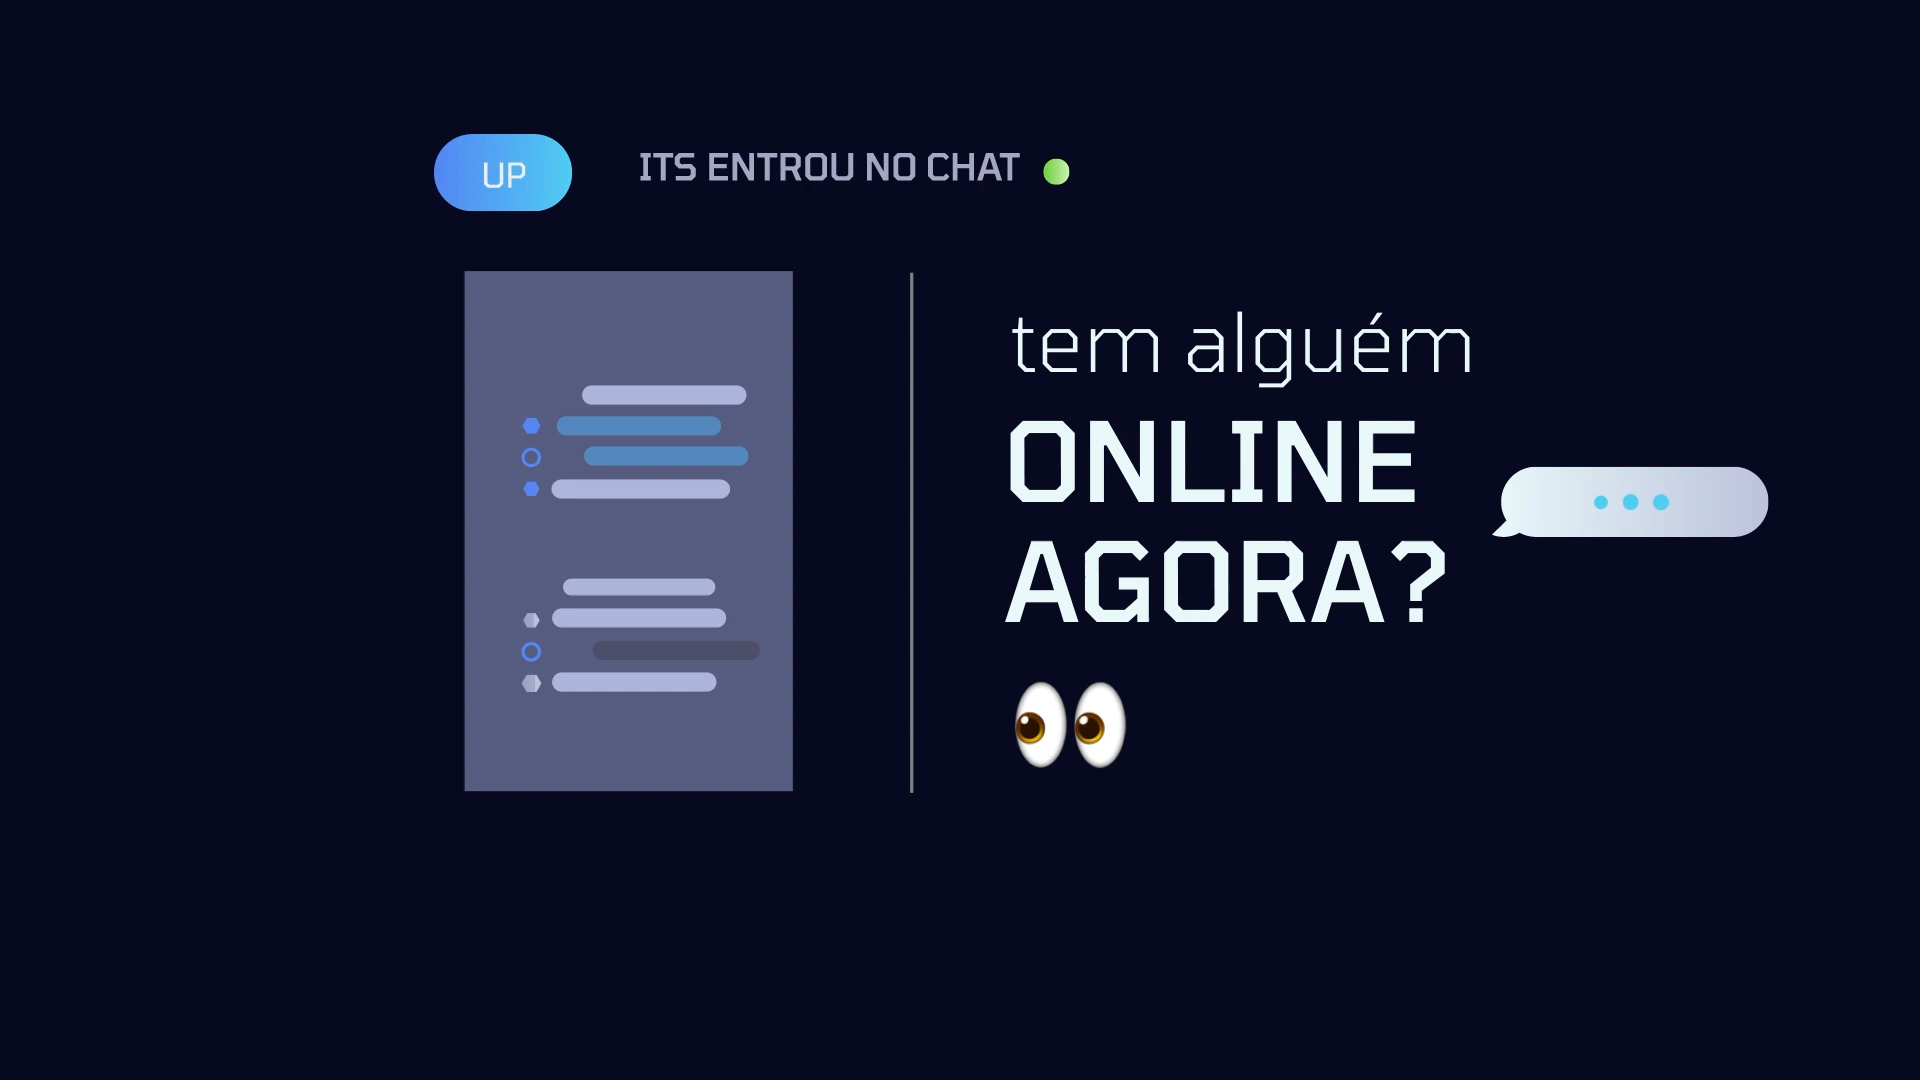 UP
ITS ENTROU NO CHAT
tem alguém
ONLINE
AGORA?